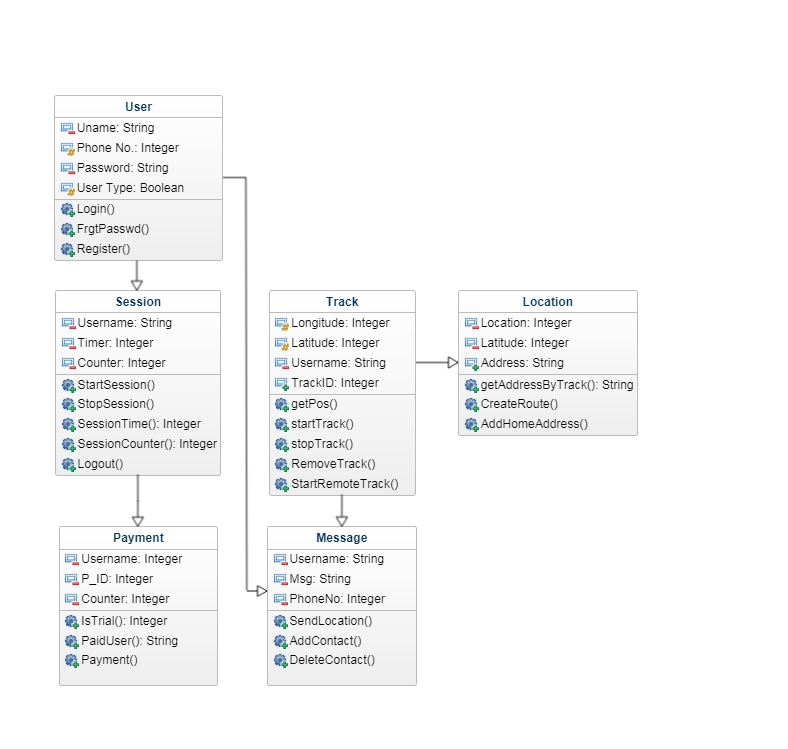 User
Uname: String
Phone No.: Integer
Password: String
User Type: Boolean
Login()
FrgtPasswd()
Register()
Session
Username: String
Timer: Integer
Counter: Integer
StartSession()
StopSession()
SessionTime(): Integer
SessionCounter(): Integer
Logout()
Track
Longitude: Integer
Latitude: Integer
Username: String
TrackID: Integer
getPos()
startTrack()
stopTrack()
RemoveTrack()
StartRemoteTrack()
Location
Location: Integer
Latitude: Integer
Address: String
getAddressByTrack(): String
CreateRoute()
AddHomeAddress()
Payment
Username: Integer
P_ID: Integer
Counter: Integer
IsTrial(): Integer
PaidUser(): String
Payment()
Message
Username: String
Msg: String
PhoneNo: Integer
SendLocation()
AddContact()
DeleteContact()